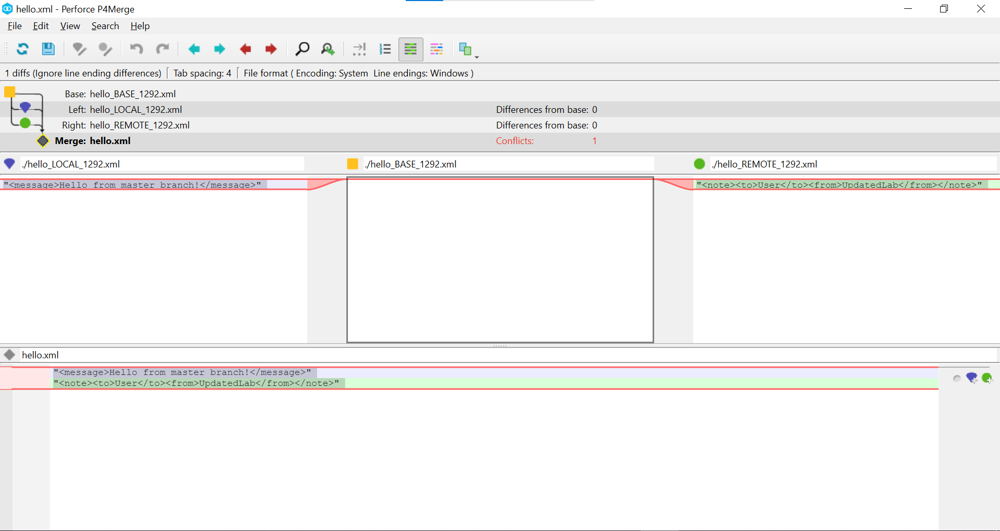 hello.xml - Perforce P4Merge
File Edit View Search Help
1 diffs (Ignore line ending differences) Tab spacing: 4 File format ( Encoding: System Line endings: Windows )
Base: hello_BASE_1292.xml
Left: hello_LOCAL_1292.xml Differences from base: 0
Right: hello_REMOTE_1292.xml Differences from base: 0
Merge: hello.xml Conflicts: 1
./hello_LOCAL_1292.xml ./hello_BASE_1292.xml ./hello_REMOTE_1292.xml
"<message>Hello from master branch!</message>" "<note><to>User</to><from>UpdatedLab</from></note>"
hello.xml
"<message>Hello from master branch!</message>"
"<note><to>User</to><from>UpdatedLab</from></note>"